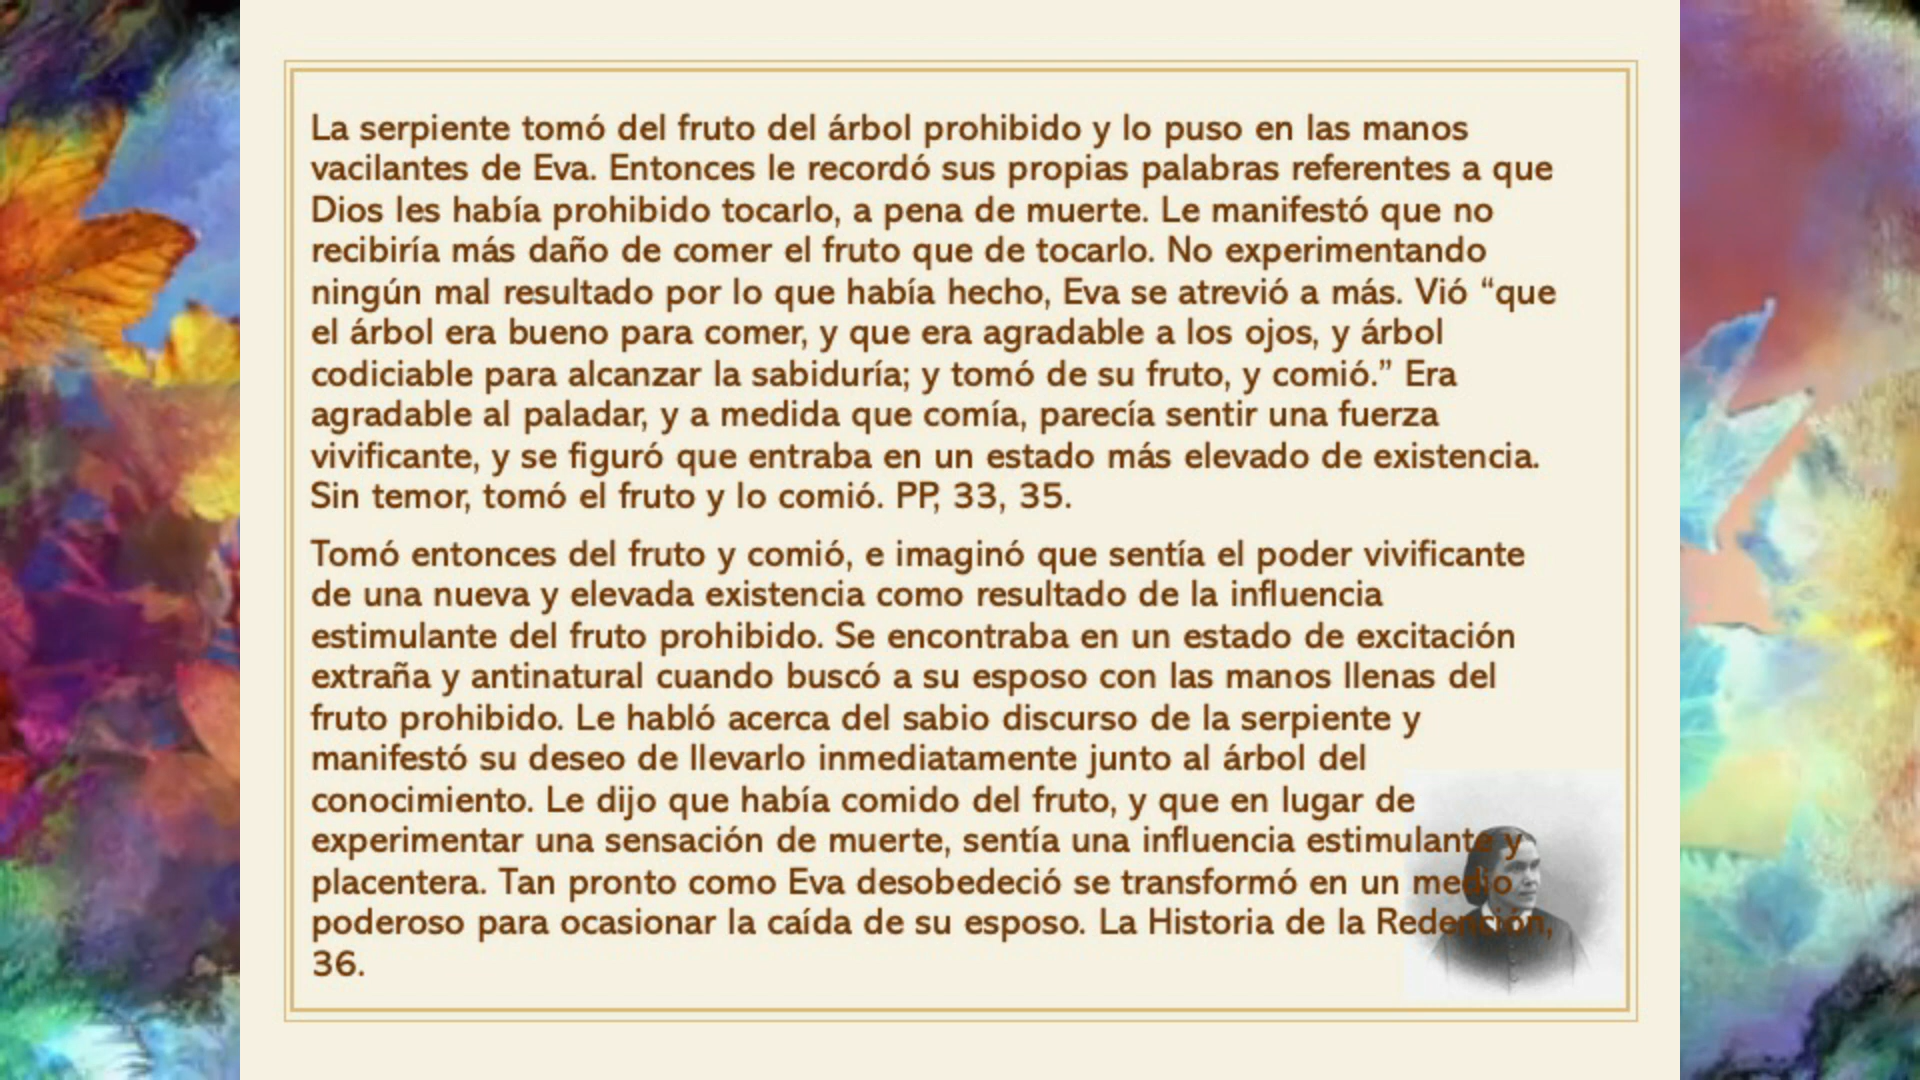 La serpiente tomó del fruto del árbol prohibido y lo puso en las manos
vacilantes de Eva. Entonces le recordó sus propias palabras referentes a que
Dios les había prohibido tocarlo, a pena de muerte. Le manifestó que no
recibiría más daño de comer el fruto que de tocarlo. No experimentando
ningún mal resultado por lo que había hecho, Eva se atrevió a más. Vió “que
el árbol era bueno para comer, y que era agradable a los ojos, y árbol
codiciable para alcanzar la sabiduría; y tomó de su fruto, y comió.” Era
agradable al paladar, y a medida que comía, parecía sentir una fuerza
vivificante, y se figuró que entraba en un estado más elevado de existencia.
Sin temor, tomó el fruto y lo comió. PP, 33, 35.
Tomó entonces del fruto y comió, e imaginó que sentía el poder vivificante
de una nueva y elevada existencia como resultado de la influencia
estimulante del fruto prohibido. Se encontraba en un estado de excitación
extraña y antinatural cuando buscó a su esposo con las manos llenas del
fruto prohibido. Le habló acerca del sabio discurso de la serpiente y
manifestó su deseo de llevarlo inmediatamente junto al árbol del
conocimiento. Le dijo que había comido del fruto, y que en lugar de
experimentar una sensación de muerte, sentía una influencia estimulante y
placentera. Tan pronto como Eva desobedeció se transformó en un medio
poderoso para ocasionar la caída de su esposo. La Historia de la Redención,
36.